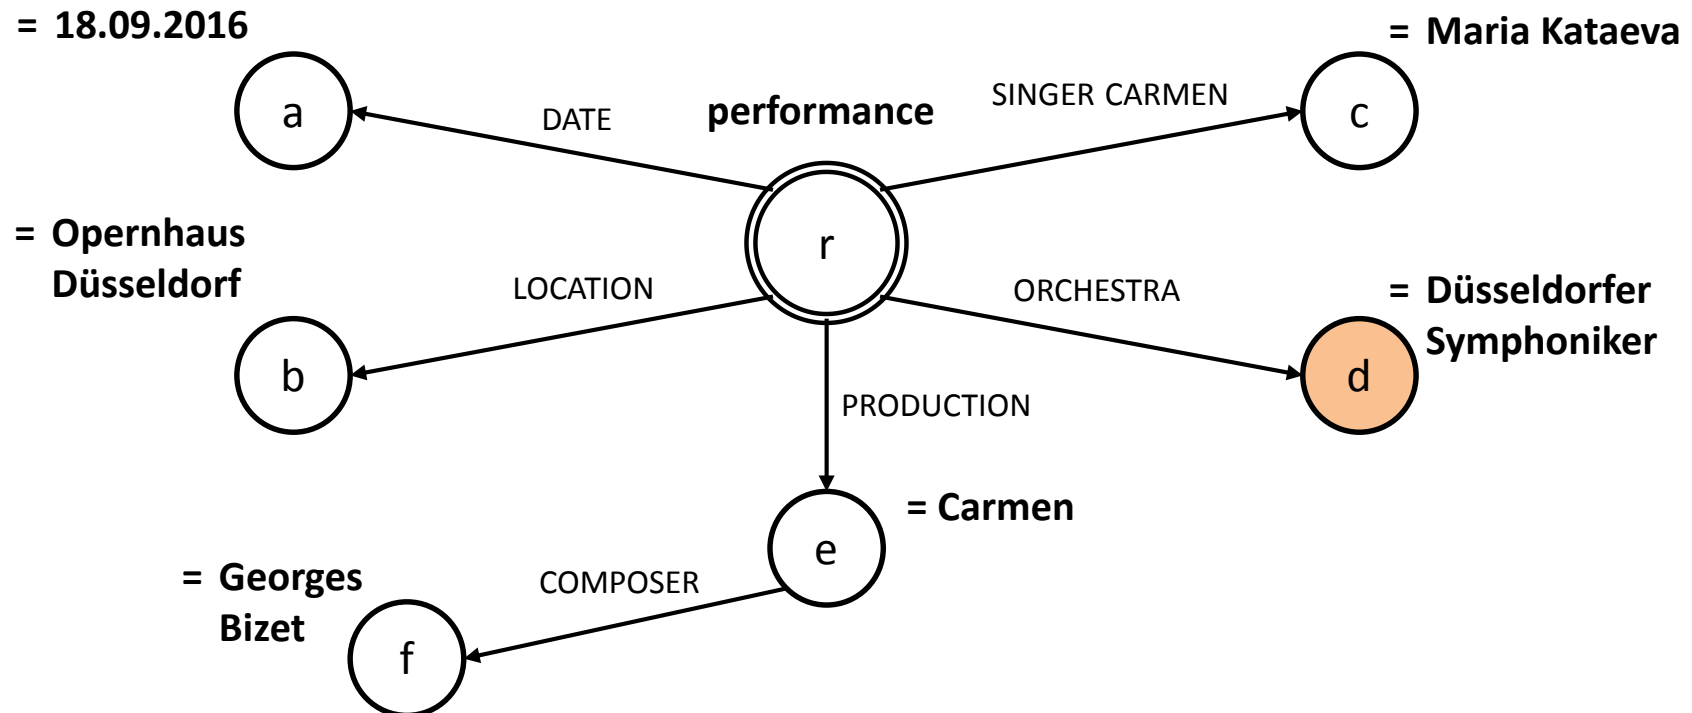 = 18.09.2016
= Maria Kataeva
a
DATE
performance
SINGER CARMEN
c
= Opernhaus
Düsseldorf
r
LOCATION
ORCHESTRA
= Düsseldorfer
Symphoniker
b
d
PRODUCTION
= Carmen
e
= Georges
Bizet
COMPOSER
f